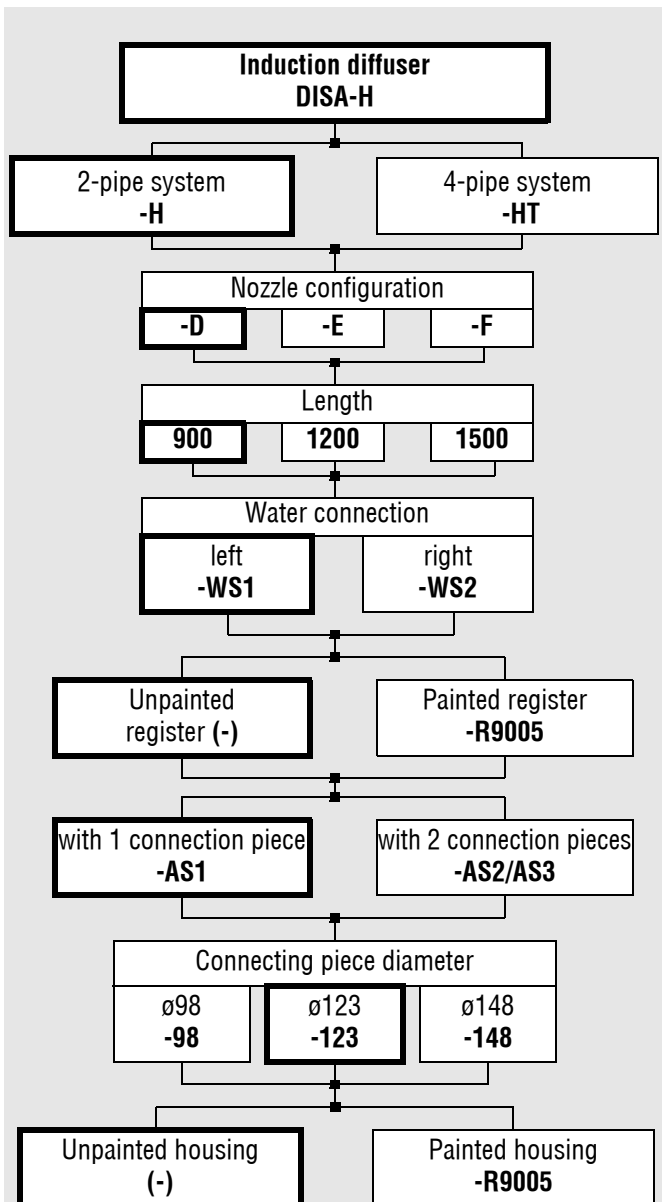 Induction diffuser
DISA-H
2-pipe system
-H
4-pipe system
-HT
Nozzle configuration
-D -E -F
Length
900 1200 1500
Water connection
left
-WS1
right
-WS2
Unpainted
register (-)
Painted register
-R9005
with 1 connection piece
-AS1
with 2 connection pieces
-AS2/AS3
Connecting piece diameter
ø98
-98
ø123
-123
ø148
-148
Unpainted housing
(-)
Painted housing
-R9005